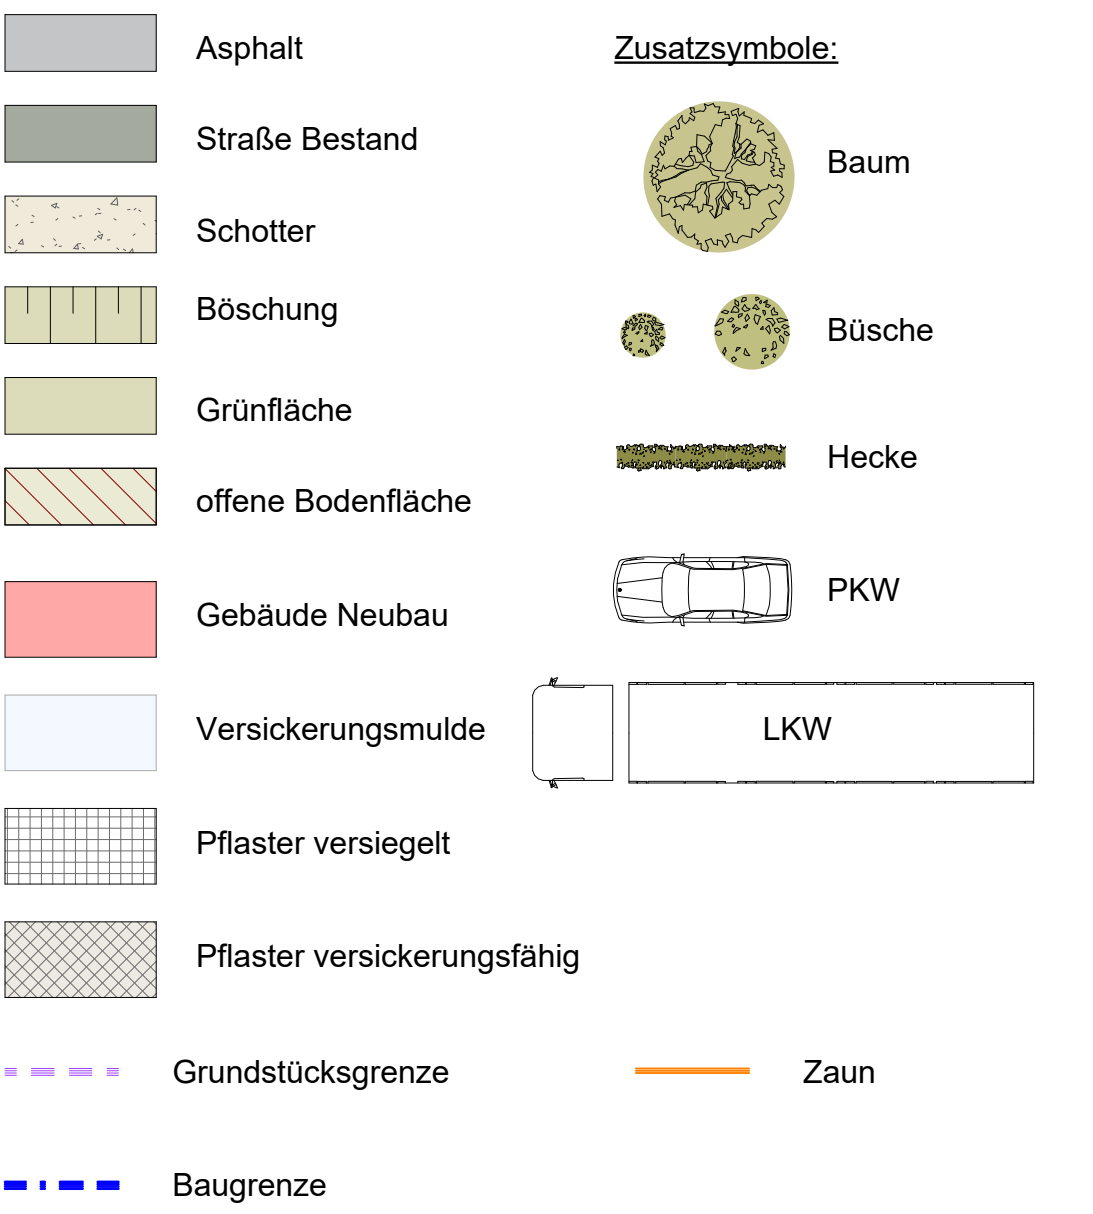 Asphalt
Straße Bestand
Schotter
Böschung
Grünfläche
offene Bodenfläche
Gebäude Neubau
Versickerungsmulde
Pflaster versiegelt
Pflaster versickerungsfähig
Grundstücksgrenze
Baugrenze
Zusatzsymbole:
Baum
Büsche
Hecke
PKW
LKW
Zaun